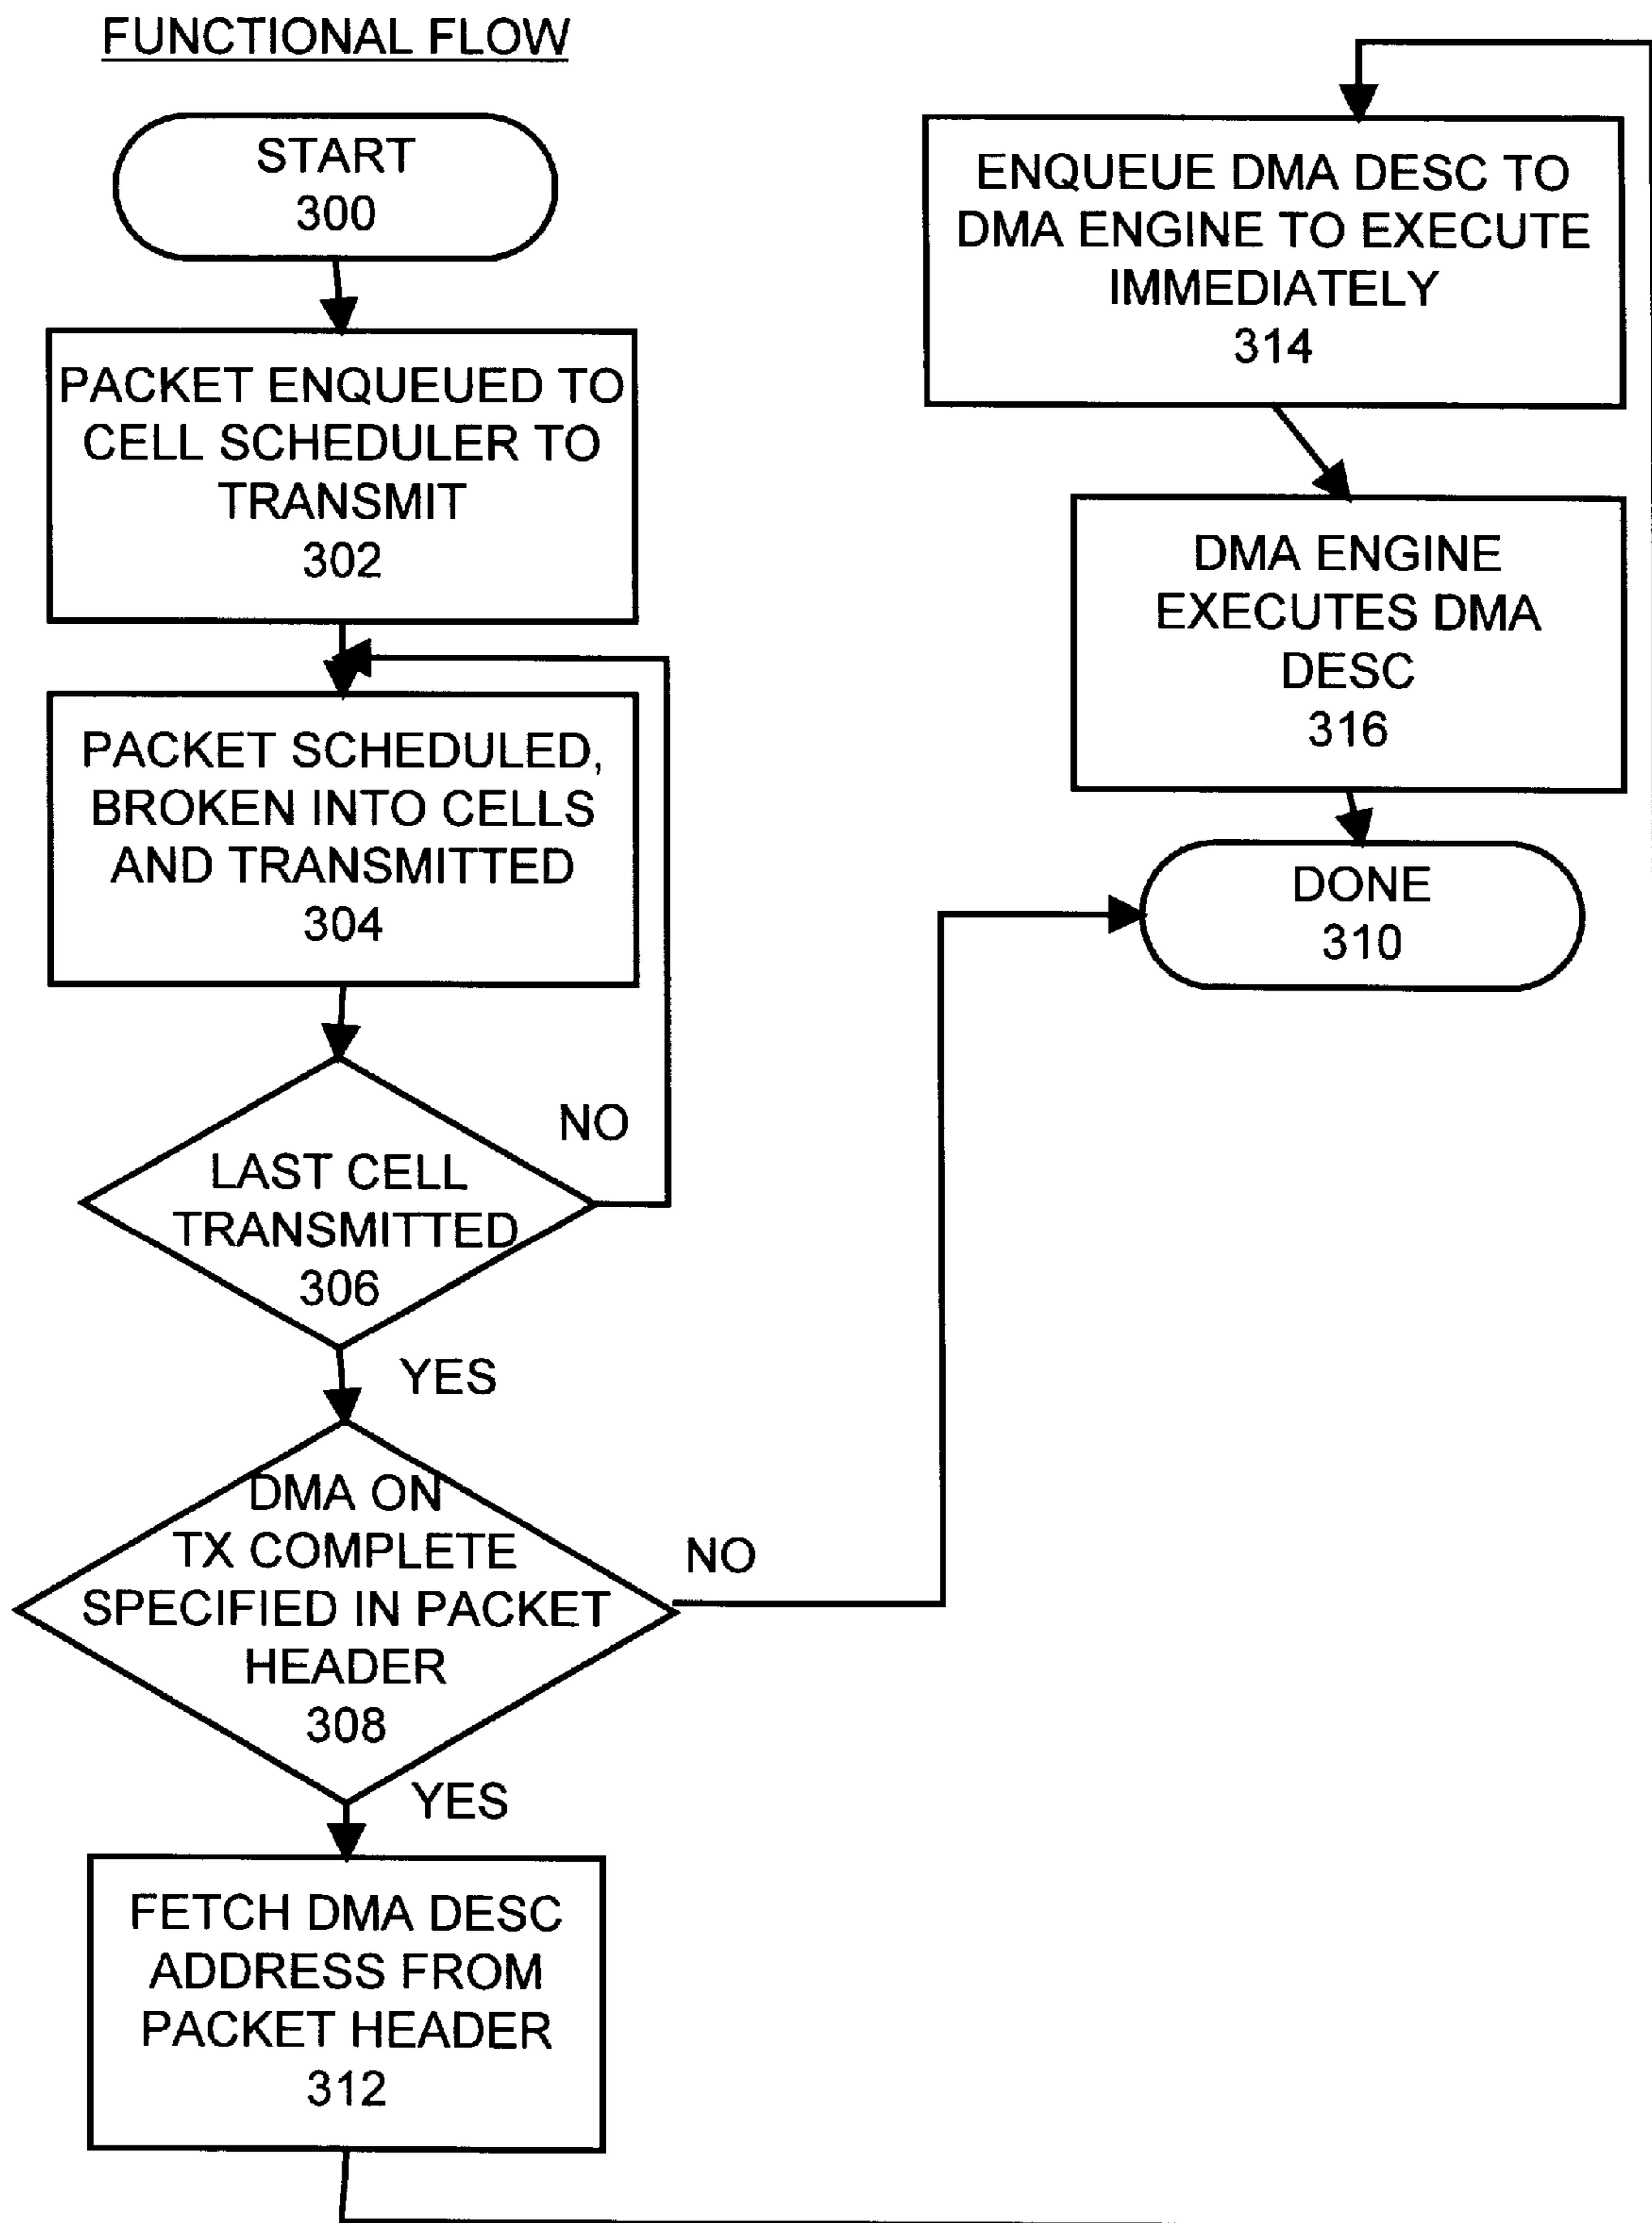 FUNCTIONAL FLOW
START
300
PACKET ENQUEUED TO
CELL SCHEDULER TO
TRANSMIT
302
PACKET SCHEDULED,
BROKEN INTO CELLS
AND TRANSMITTED
304
NO
LAST CELL
TRANSMITTED
306
YES
DMA ON
TX COMPLETE
SPECIFIED IN PACKET
HEADER
308
NO
YES
FETCH DMA DESC
ADDRESS FROM
PACKET HEADER
312
ENQUEUE DMA DESC TO
DMA ENGINE TO EXECUTE
IMMEDIATELY
314
DMA ENGINE
EXECUTES DMA
DESC
316
DONE
310